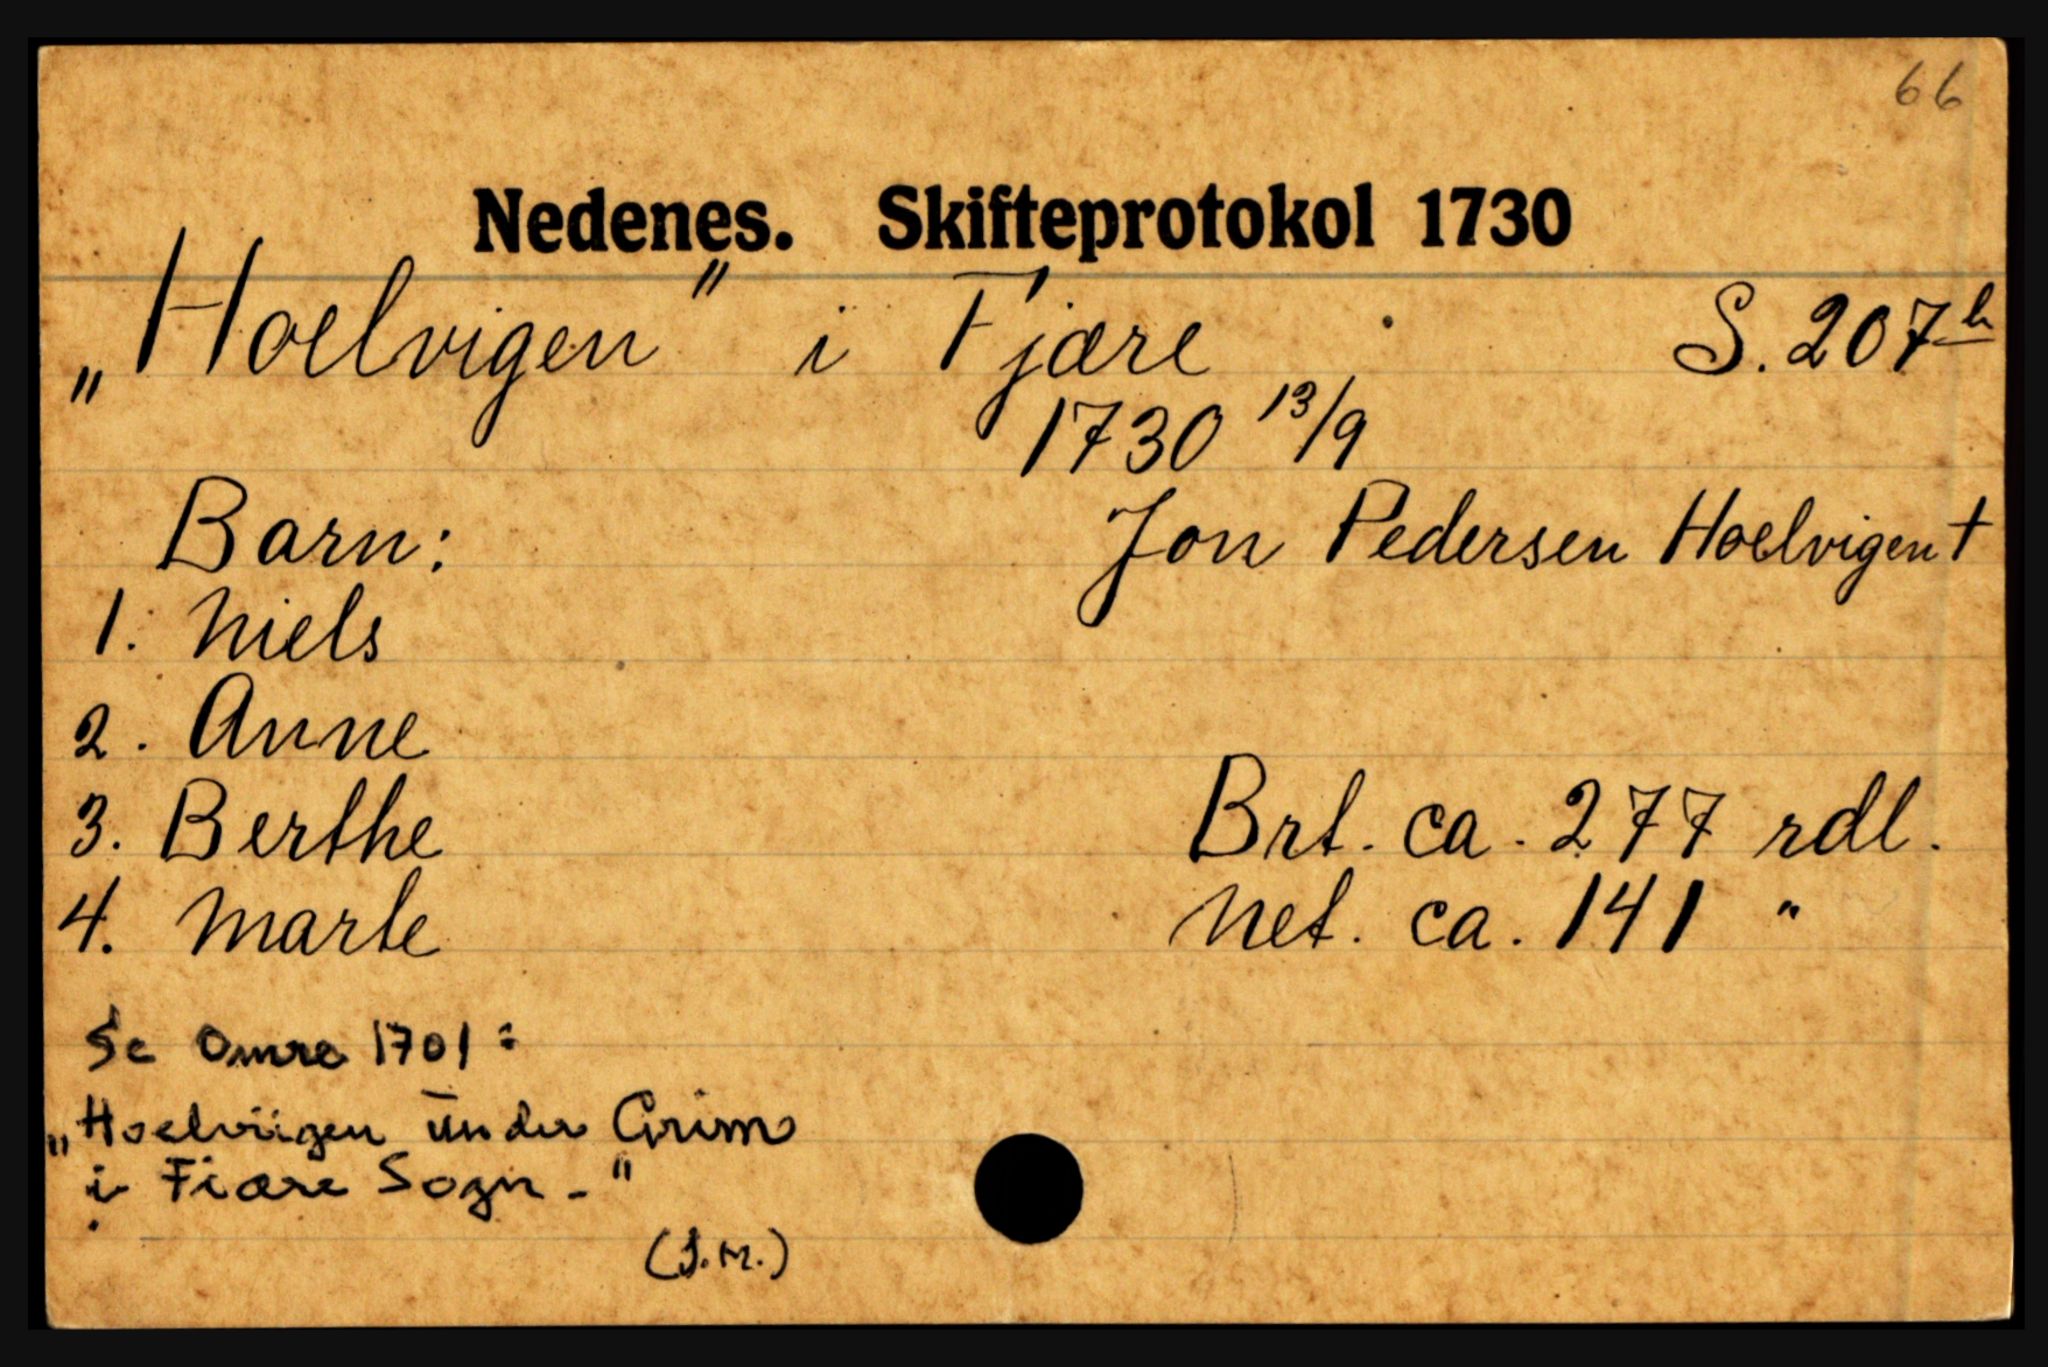 66
Nedenes. Skifteprotokol 1730
„Hoelvigen" i Fjære S. 207b
1730 13/9
Barn: Jon Pedersen Hoelvigen †
1. Niels
2. Anne
3. Berthe Brt. ca. 277 rdl.
4. Marte Net. ca. 141 "
Se Omre 1701:
„Hoelviigen under Grim
i Fiære Sogn - "
(S.M.)